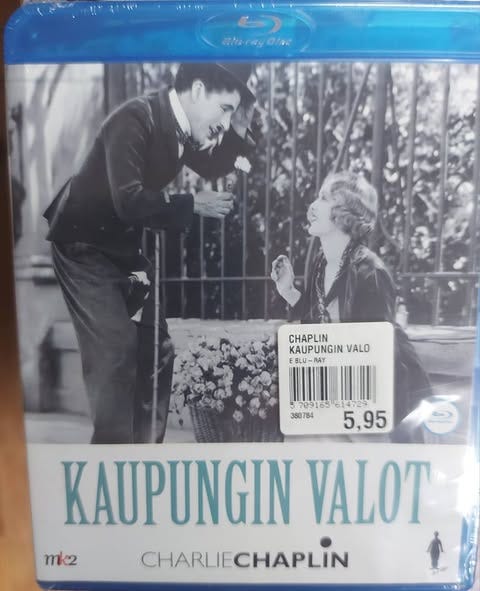 Blu-ray Disc
CHAPLIN
KAUPUNGIN VALO
E BLU-RAY
5 709165 614729
380784
5,95
KAUPUNGIN VALOT
mk2
CHARLIECHAPLIN